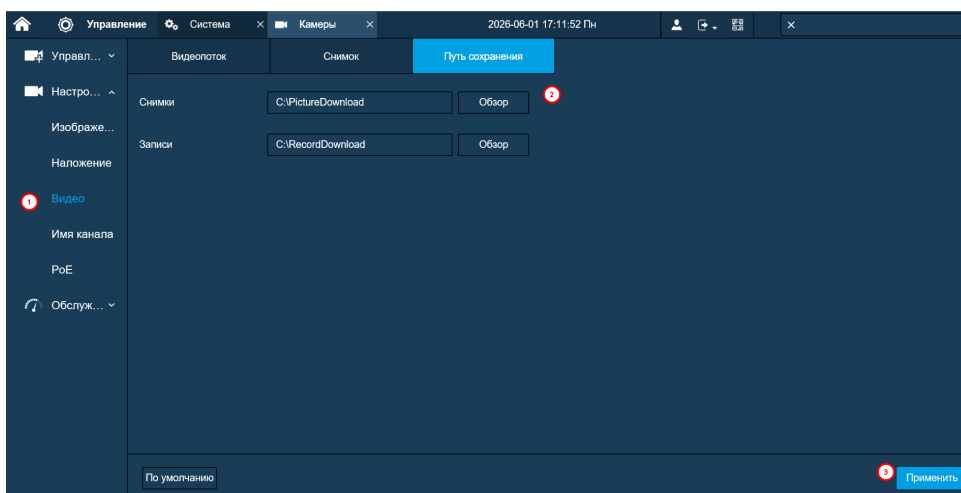 Управление Система × Камеры × 2026-06-01 17:11:52 Пн ×
Управл... Видеопоток Снимок Путь сохранения
Настро...
Снимки C:\PictureDownload Обзор 2
Изображе...
Записи C:\RecordDownload Обзор
Наложение
1 Видео
Имя канала
PoE
Обслуж...
По умолчанию 3 Применить